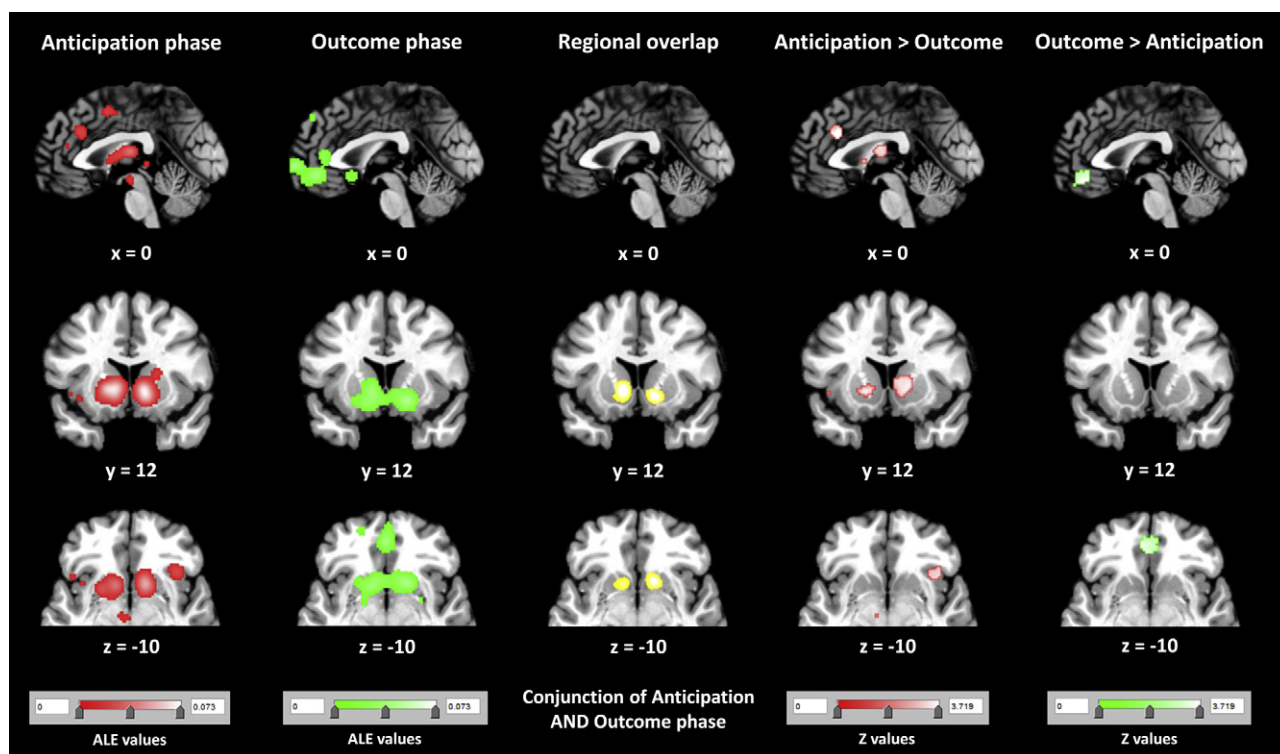 Anticipation phase
Outcome phase
Regional overlap
Anticipation > Outcome
Outcome > Anticipation
x = 0
x = 0
x = 0
x = 0
x = 0
y = 12
y = 12
y = 12
y = 12
y = 12
z = -10
z = -10
z = -10
z = -10
z = -10
0
0.073
ALE values
0
0.073
ALE values
Conjunction of Anticipation
AND Outcome phase
0
3.719
Z values
0
3.719
Z values